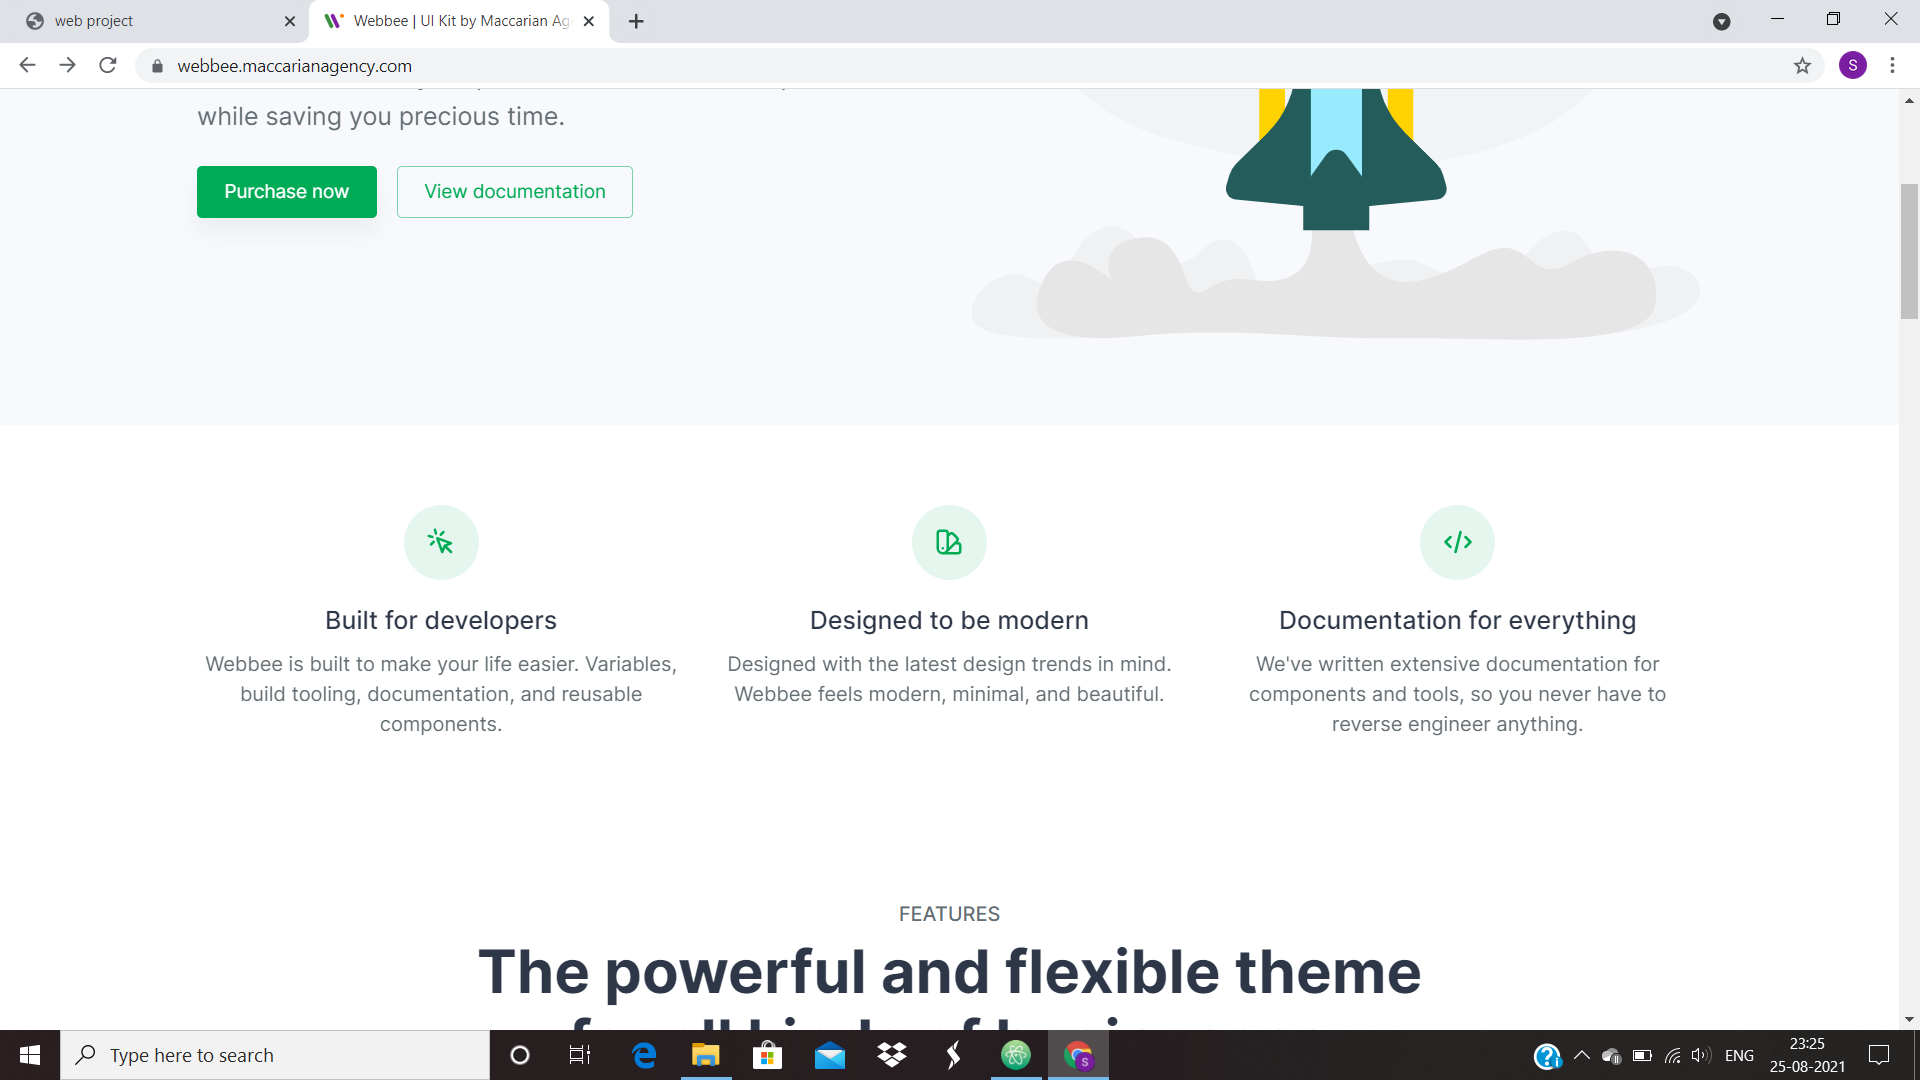 web project
Webbee | UI Kit by Maccarian Ag
webbee.maccarianagency.com
S
while saving you precious time.
Purchase now
View documentation
Built for developers
Webbee is built to make your life easier. Variables,
build tooling, documentation, and reusable
components.
Designed to be modern
Designed with the latest design trends in mind.
Webbee feels modern, minimal, and beautiful.
Documentation for everything
We've written extensive documentation for
components and tools, so you never have to
reverse engineer anything.
FEATURES
The powerful and flexible theme
Type here to search
S
ENG
23:25
25-08-2021